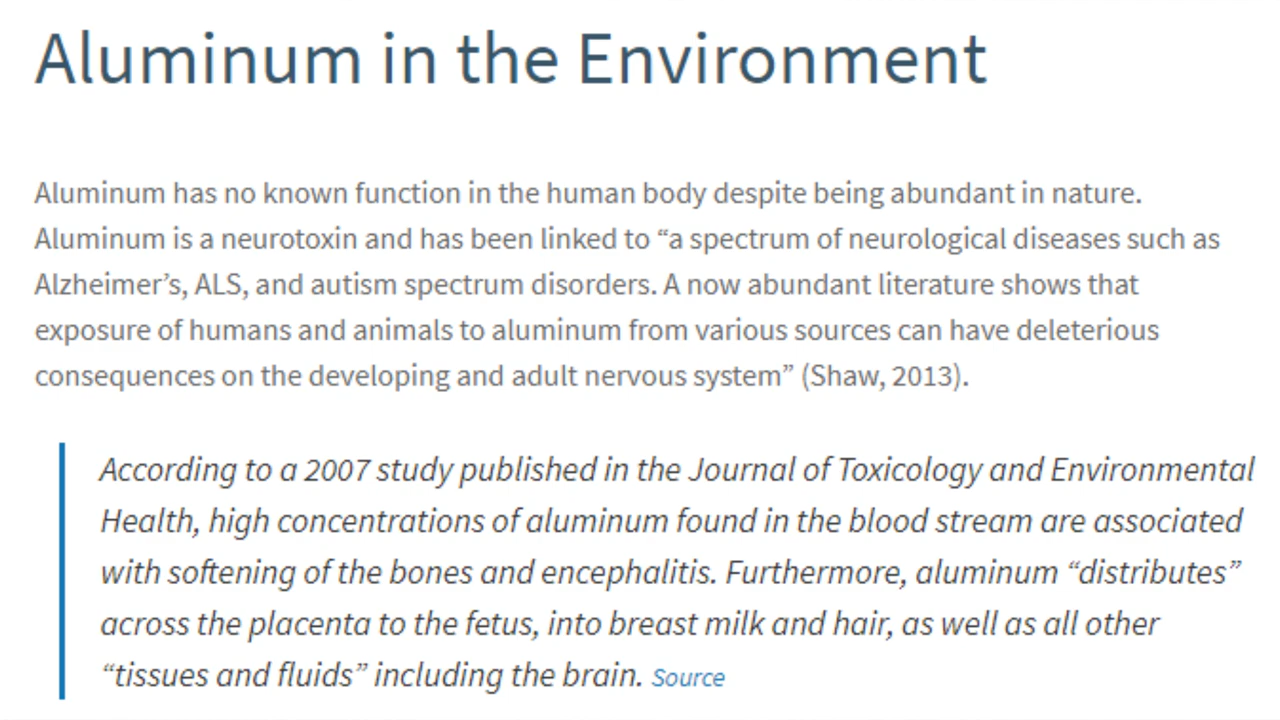 Aluminum in the Environment
Aluminum has no known function in the human body despite being abundant in nature.
Aluminum is a neurotoxin and has been linked to “a spectrum of neurological diseases such as
Alzheimer’s, ALS, and autism spectrum disorders. A now abundant literature shows that
exposure of humans and animals to aluminum from various sources can have deleterious
consequences on the developing and adult nervous system” (Shaw, 2013).
According to a 2007 study published in the Journal of Toxicology and Environmental
Health, high concentrations of aluminum found in the blood stream are associated
with softening of the bones and encephalitis. Furthermore, aluminum “distributes”
across the placenta to the fetus, into breast milk and hair, as well as all other
“tissues and fluids” including the brain. Source